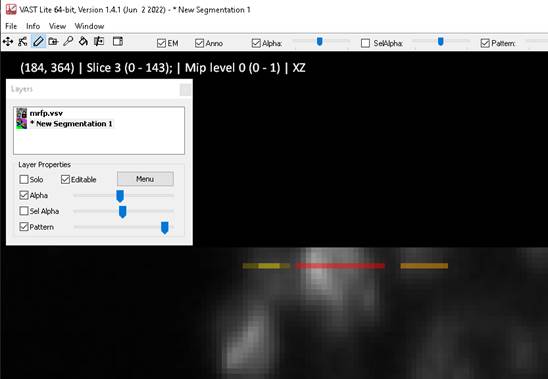 VAST Lite 64-bit, Version 1.4.1 (Jun 2 2022) - * New Segmentation 1
File Info View Window
EM Anno Alpha: SelAlpha: Pattern:
(184, 364) | Slice 3 (0 - 143); | Mip level 0 (0 - 1) | XZ
Layers
mrfp.vsv
* New Segmentation 1
Layer Properties
Solo Editable Menu
Alpha
Sel Alpha
Pattern